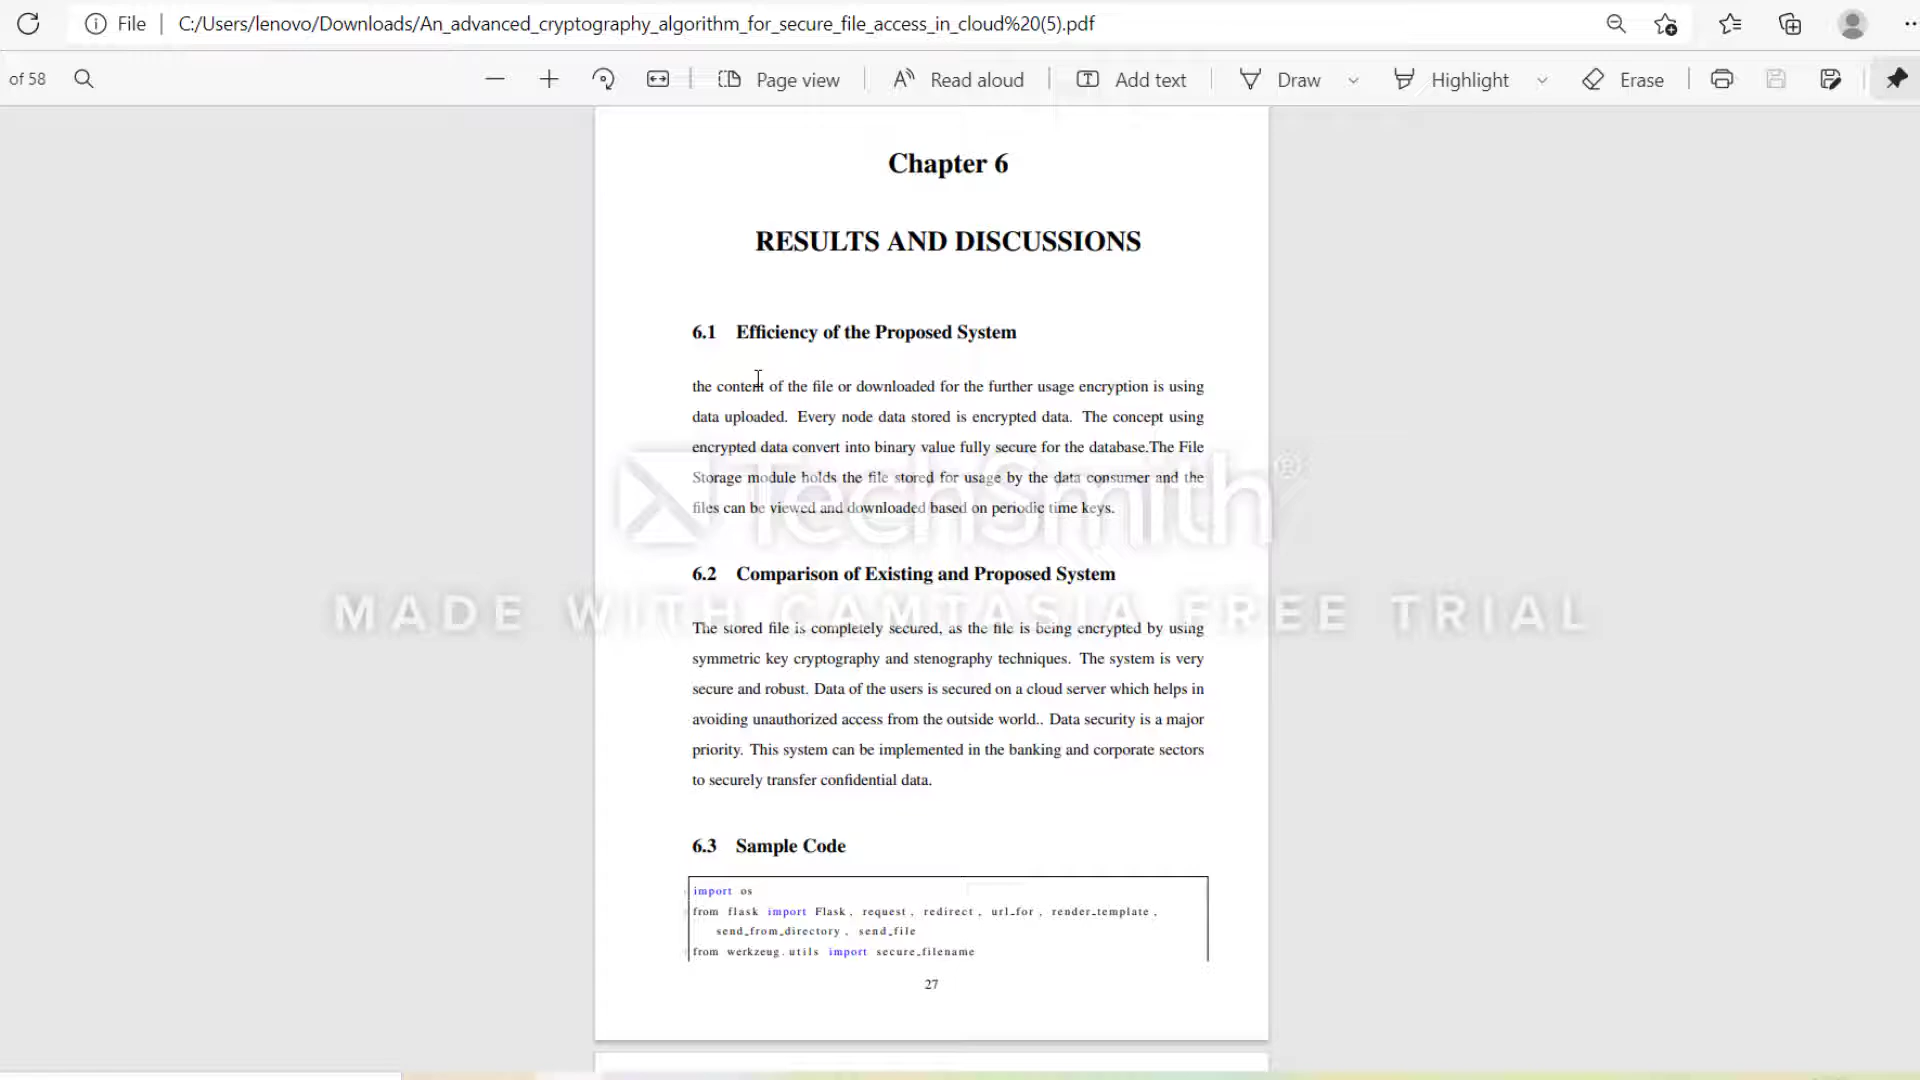 File
C:/Users/lenovo/Downloads/An_advanced_cryptography_algorithm_for_secure_file_access_in_cloud%20(5).pdf
of 58
Page view
Read aloud
Add text
Draw
Highlight
Erase
Chapter 6
RESULTS AND DISCUSSIONS
6.1 Efficiency of the Proposed System
the content of the file or downloaded for the further usage encryption is using
data uploaded. Every node data stored is encrypted data. The concept using
encrypted data convert into binary value fully secure for the database.The File
Storage module holds the file stored for usage by the data consumer and the
files can be viewed and downloaded based on periodic time keys.
TechSmith®
6.2 Comparison of Existing and Proposed System
MADE WITH CAMTASIA FREE TRIAL
The stored file is completely secured, as the file is being encrypted by using
symmetric key cryptography and stenography techniques. The system is very
secure and robust. Data of the users is secured on a cloud server which helps in
avoiding unauthorized access from the outside world.. Data security is a major
priority. This system can be implemented in the banking and corporate sectors
to securely transfer confidential data.
6.3 Sample Code
import os
from flask import Flask, request, redirect, url_for, render_template,
send_from_directory, send_file
from werkzeug.utils import secure_filename
27